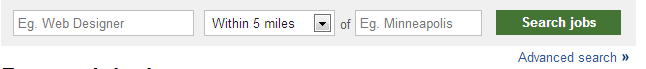 Eg. Web Designer Within 5 miles of Eg. Minneapolis Search jobs
Advanced search »